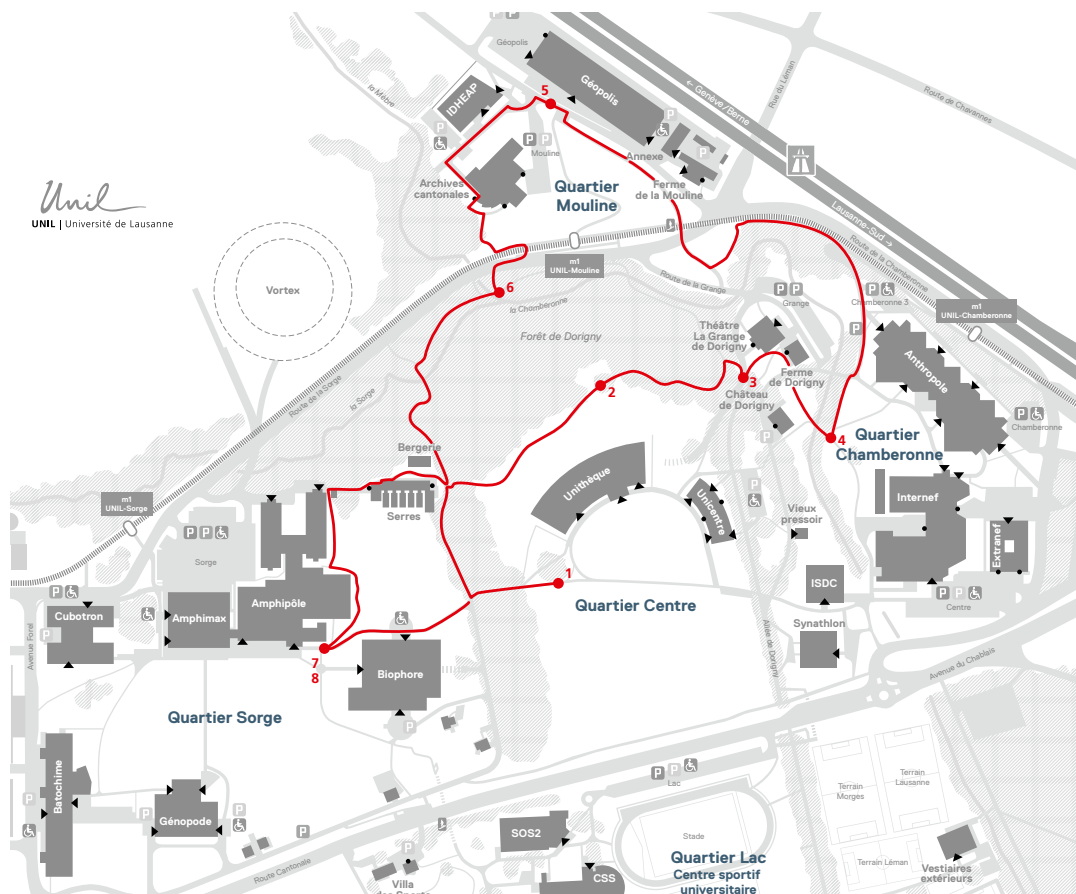 Géopolis
la Mèbre
IDHEAP
Géopolis
5
← Genève/Berne
Rue du Léman
Route de Chavannes
P
Mouline
Annexe
Archives
cantonales
Quartier
Mouline
Ferme
de la Mouline
Unil
UNIL | Université de Lausanne
Lausanne-Sud →
Route de la Chamberonne
m1
UNIL-Mouline
Vortex
6
la Chamberonne
Route de la Grange
P P
Grange
Chamberonne 3
m1
UNIL-Chamberonne
Forêt de Dorigny
Théâtre
La Grange
de Dorigny
Route de la Sorge
la Sorge
2
3
Ferme
de Dorigny
Château
de Dorigny
Anthropole
4
Quartier
Chamberonne
Chamberonne
Bergerie
Serres
Unithèque
Unicentre
Internef
Extranef
Vieux
pressoir
m1
UNIL-Sorge
P P
Sorge
1
Quartier Centre
ISDC
P P
Centre
Cubotron
Amphimax
Amphipôle
Synathlon
Avenue Forel
7
8
Biophore
Allée de Dorigny
Avenue du Chablais
Quartier Sorge
Batochime
Génopode
P P
Lac
Terrain
Morges
Terrain
Lausanne
Stade
SOS2
Route Cantonale
Quartier Lac
Centre sportif
universitaire
Terrain Léman
Vestiaires
extérieurs
Villa
des Sports
CSS